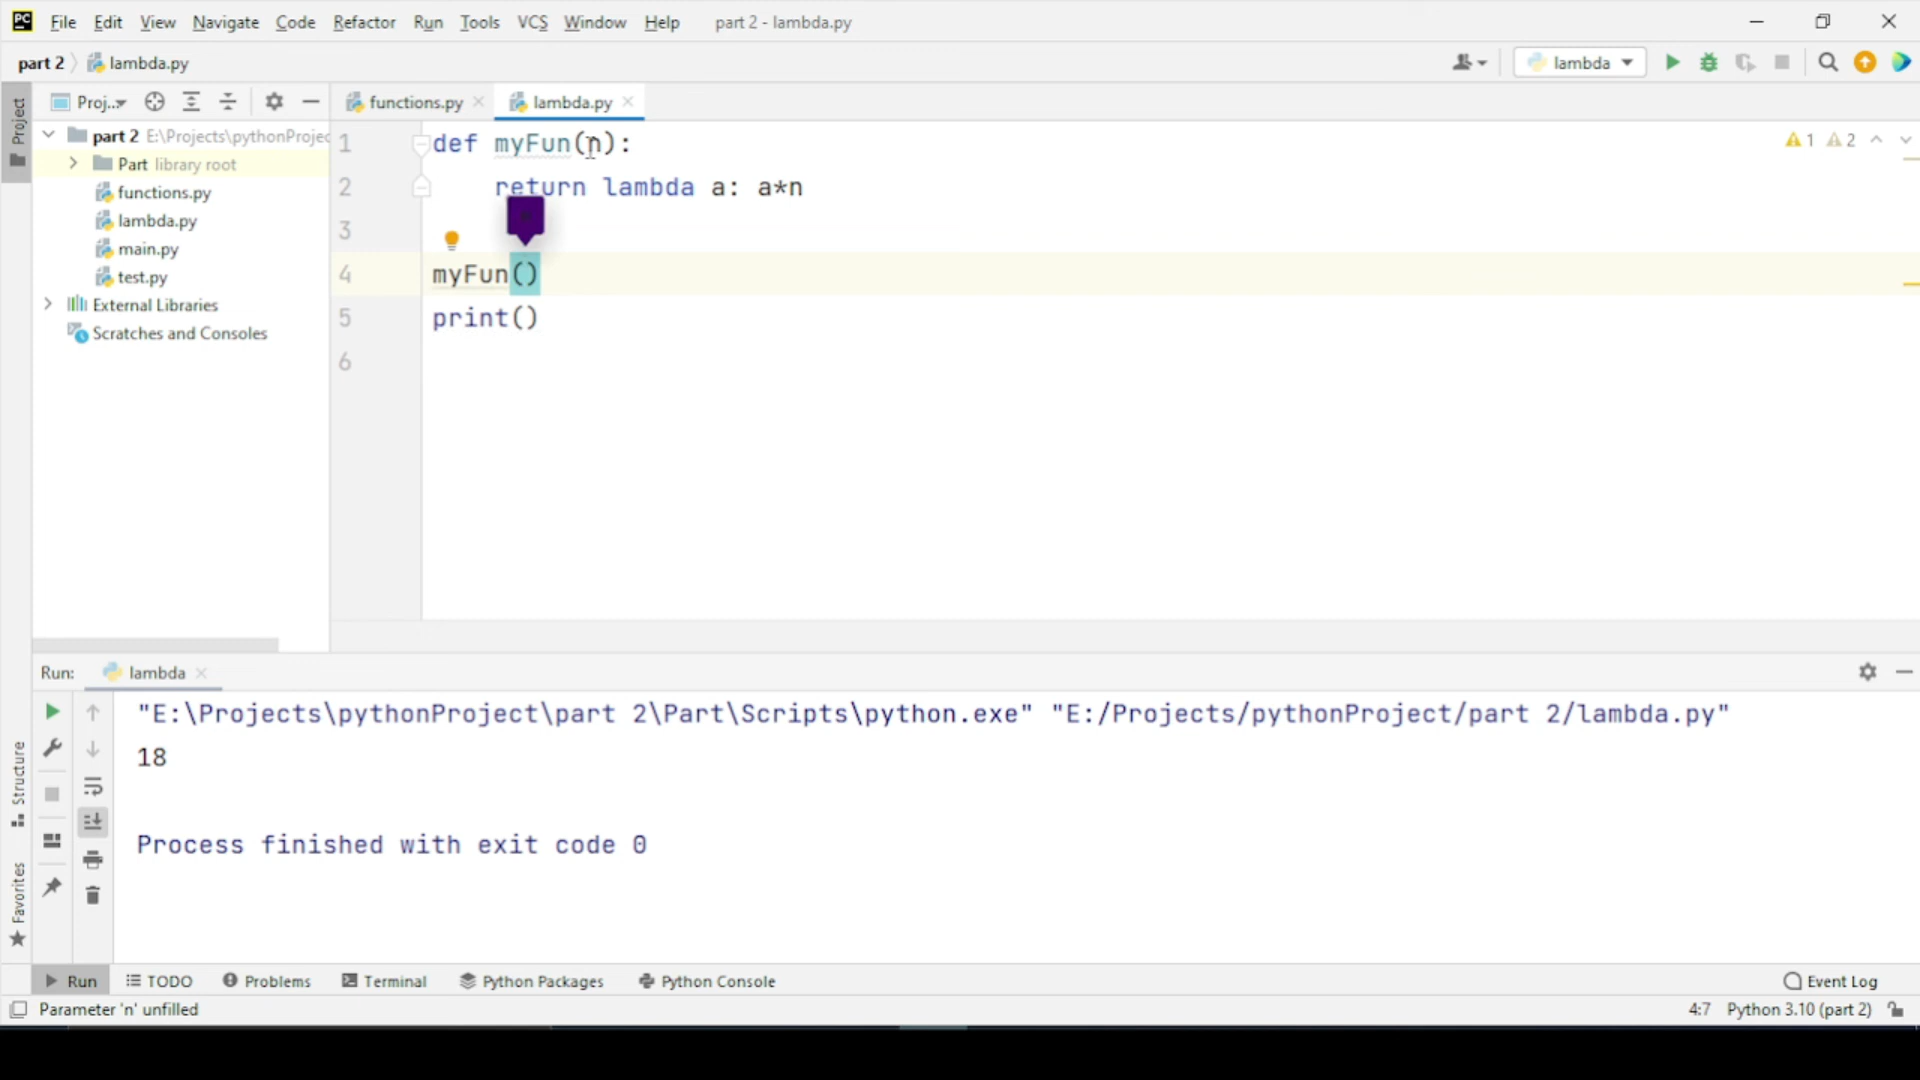 PC File Edit View Navigate Code Refactor Run Tools VCS Window Help part 2 - lambda.py
part 2 lambda.py lambda
Project
Proj... functions.py lambda.py
part 2 E:\Projects\pythonProjec
Part library root
functions.py
lambda.py
main.py
test.py
External Libraries
Scratches and Consoles
1 def myFun(n):
2 return lambda a: a*n
3
4 myFun()
5 print()
6
1 2
Run: lambda
"E:\Projects\pythonProject\part 2\Part\Scripts\python.exe" "E:/Projects/pythonProject/part 2/lambda.py"
18
Process finished with exit code 0
Structure
Favorites
Run TODO Problems Terminal Python Packages Python Console Event Log
Parameter 'n' unfilled 4:7 Python 3.10 (part 2)